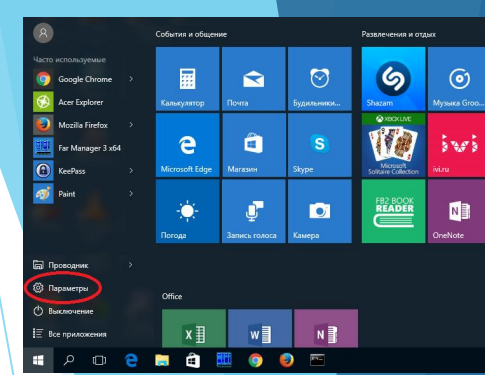 События и общение
Развлечения и отдых
Часто используемые
Google Chrome
Acer Explorer
Mozilla Firefox
Far Manager 3 x64
KeePass
Paint
Калькулятор
Почта
Будильники...
Shazam
Музыка Groo...
Microsoft Edge
Магазин
Skype
XBOX LIVE
Microsoft
Solitaire Collection
ivi
ivi.ru
Погода
Запись голоса
Камера
FB2 BOOK
READER
OneNote
Проводник
Параметры
Выключение
Все приложения
Office